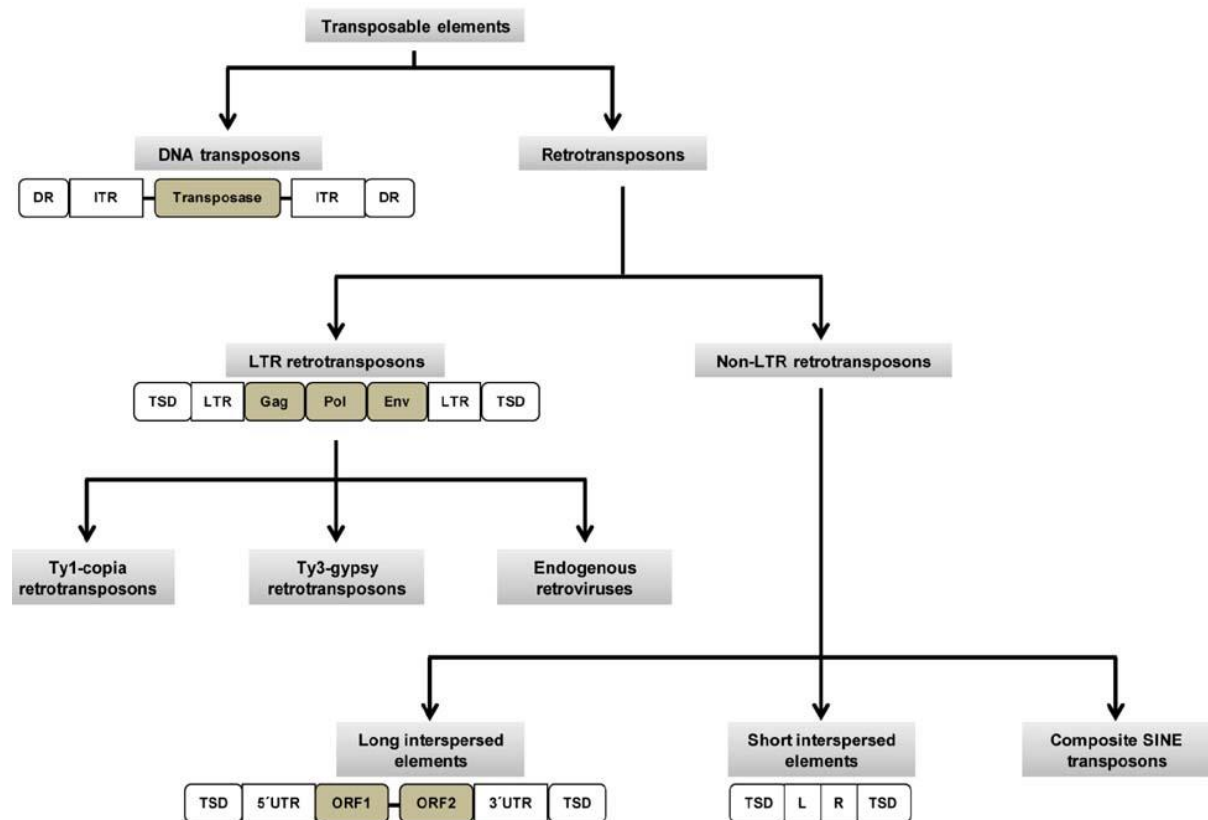 Transposable elements
DNA transposons
Retrotransposons
DR ITR Transposase ITR DR
LTR retrotransposons
Non-LTR retrotransposons
TSD LTR Gag Pol Env LTR TSD
Ty1-copia
retrotransposons
Ty3-gypsy
retrotransposons
Endogenous
retroviruses
Long interspersed
elements
Short interspersed
elements
Composite SINE
transposons
TSD 5´UTR ORF1 ORF2 3´UTR TSD
TSD L R TSD